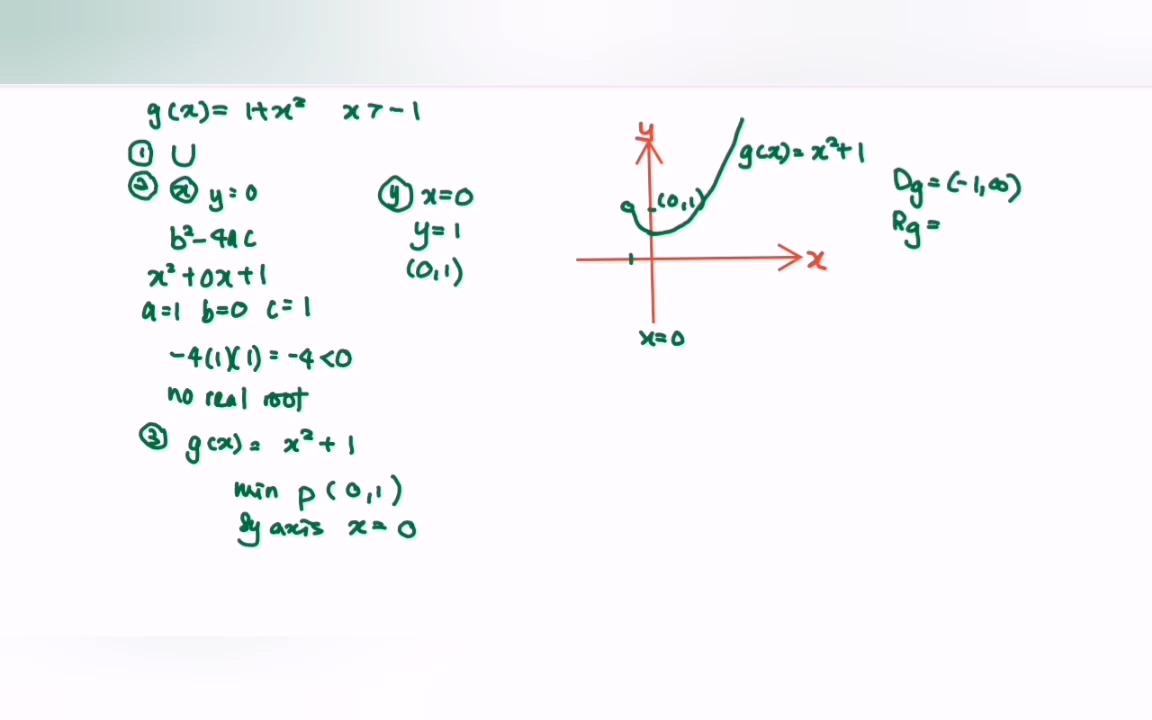 g(x)= 1+x² x>-1
① U
② ⓧ y=0
b²-4ac
x²+0x+1
a=1 b=0 c=1
-4(1)(1)=-4<0
no real root
ⓨ x=0
y=1
(0,1)
③ g(x)= x²+1
min p(0,1)
Sy axis x=0
y
g(x)=x²+1
(0,1)
x
x=0
Dg=(-1,∞)
Rg=